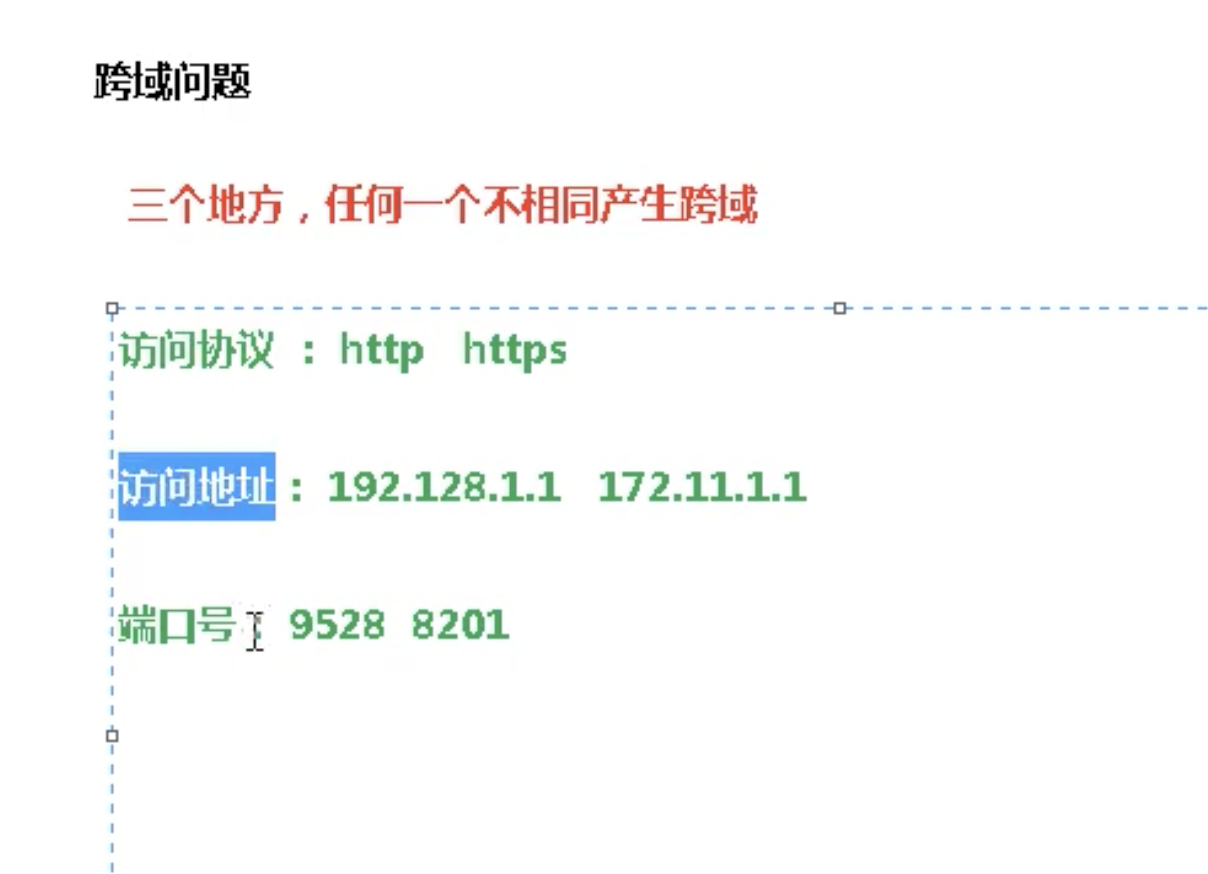 跨域问题
三个地方，任何一个不相同产生跨域
访问协议 ： http https
访问地址 ： 192.128.1.1 172.11.1.1
端口号 ： 9528 8201